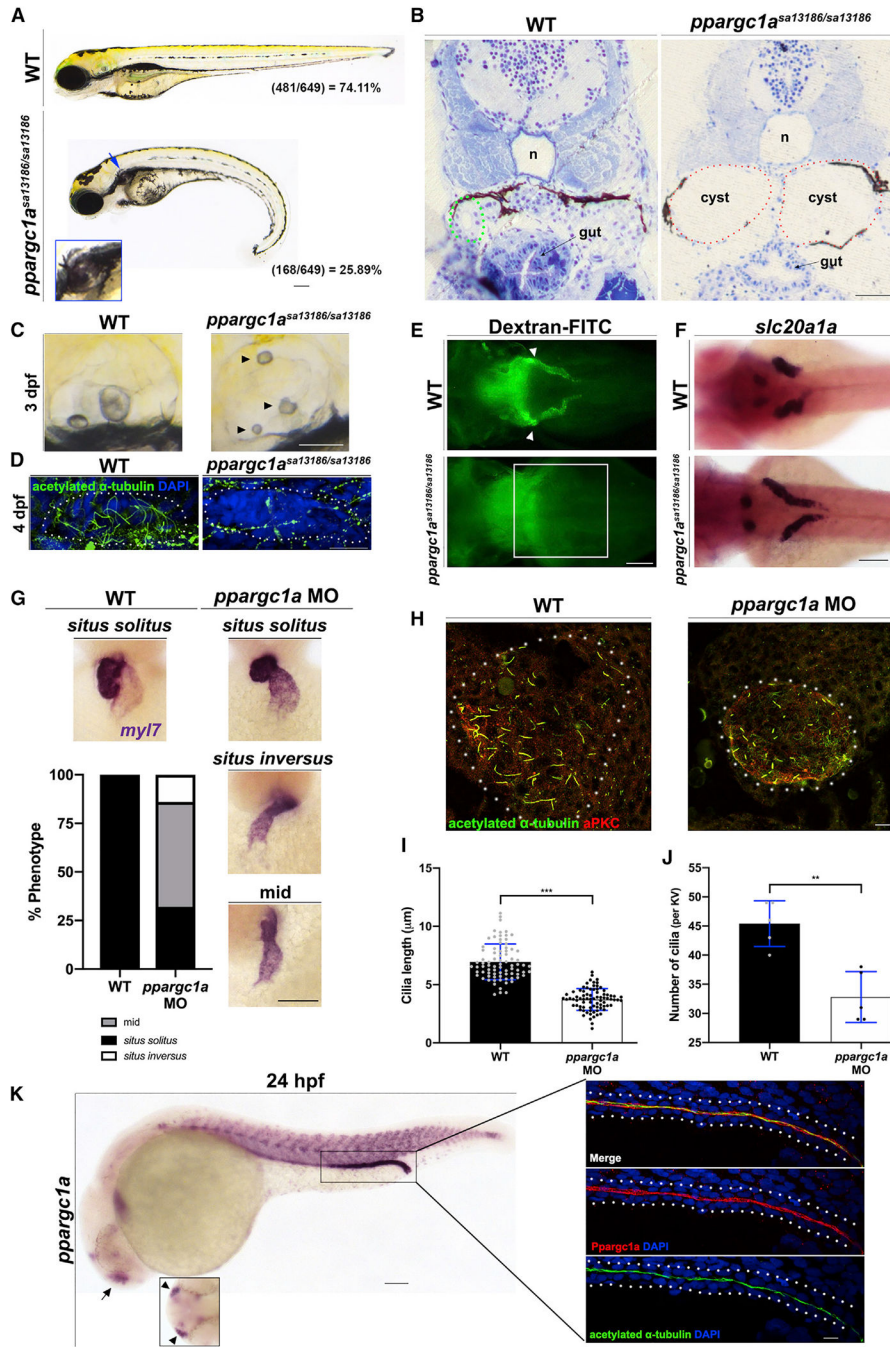 A
WT
(481/649) = 74.11%
ppargc1a sa13186/sa13186
(168/649) = 25.89%
B
WT
ppargc1a sa13186/sa13186
n
gut
n
cyst
cyst
gut
C
WT
ppargc1a sa13186/sa13186
3 dpf
D
WT
ppargc1a sa13186/sa13186
4 dpf
acetylated α-tubulin DAPI
E
Dextran-FITC
WT
ppargc1a sa13186/sa13186
F
slc20a1a
WT
ppargc1a sa13186/sa13186
G
WT
ppargc1a MO
situs solitus
situs solitus
myl7
situs inversus
mid
% Phenotype
100
75
50
25
0
WT
ppargc1a
MO
mid
situs solitus
situs inversus
H
WT
ppargc1a MO
acetylated α-tubulin aPKC
I
Cilia length (μm)
15
10
5
0
***
WT
ppargc1a
MO
J
Number of cilia (per KV)
50
45
40
35
30
25
**
WT
ppargc1a
MO
K
24 hpf
ppargc1a
Merge
Ppargc1a DAPI
acetylated α-tubulin DAPI